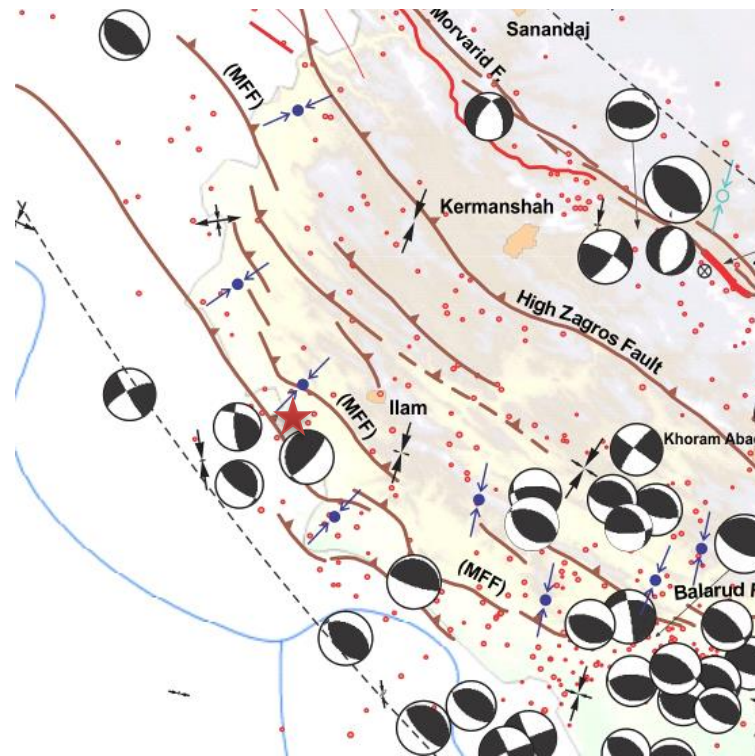 Sanandaj
Morvarid F.
(MFF)
Kermanshah
High Zagros Fault
Ilam
(MFF)
Khoram Aba
(MFF)
Balarud F